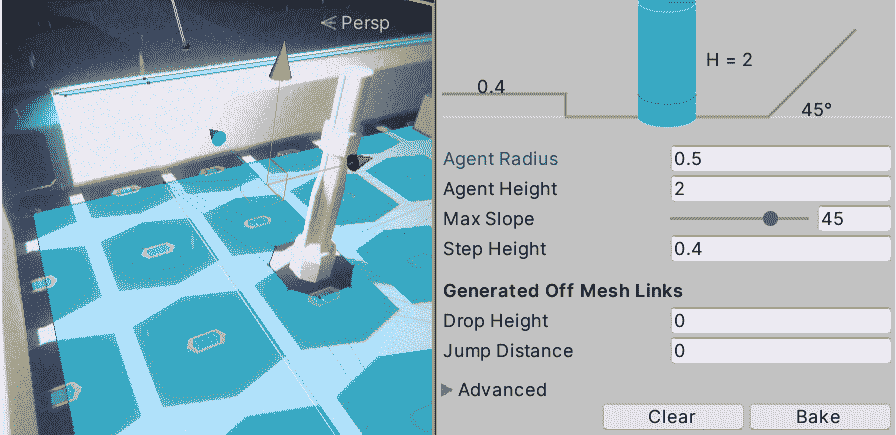 Persp
H = 2
0.4
45°
Agent Radius 0.5
Agent Height 2
Max Slope 45
Step Height 0.4
Generated Off Mesh Links
Drop Height 0
Jump Distance 0
Advanced
Clear Bake